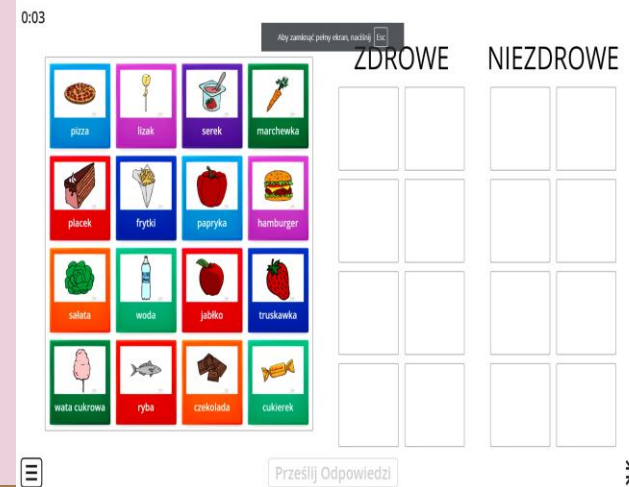 0:03
Aby zamknąć pełny ekran, naciśnij Esc
ZDROWE NIEZDROWE
pizza lizak serek marchewka
placek frytki papryka hamburger
sałata woda jabłko truskawka
wata cukrowa ryba czekolada cukierek
Prześlij Odpowiedzi